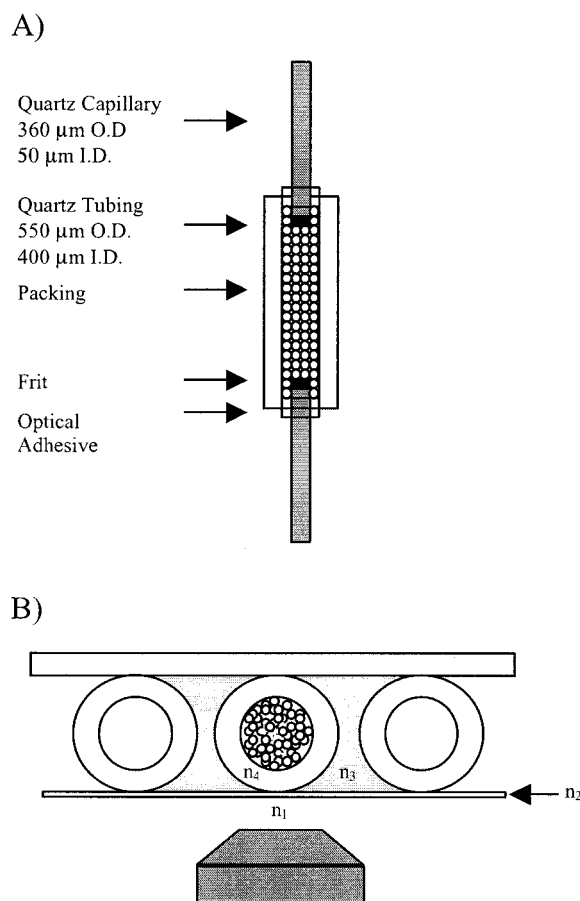 A)
Quartz Capillary
360 μm O.D
50 μm I.D.
Quartz Tubing
550 μm O.D.
400 μm I.D.
Packing
Frit
Optical
Adhesive
B)
n₄
n₃
n₂
n₁